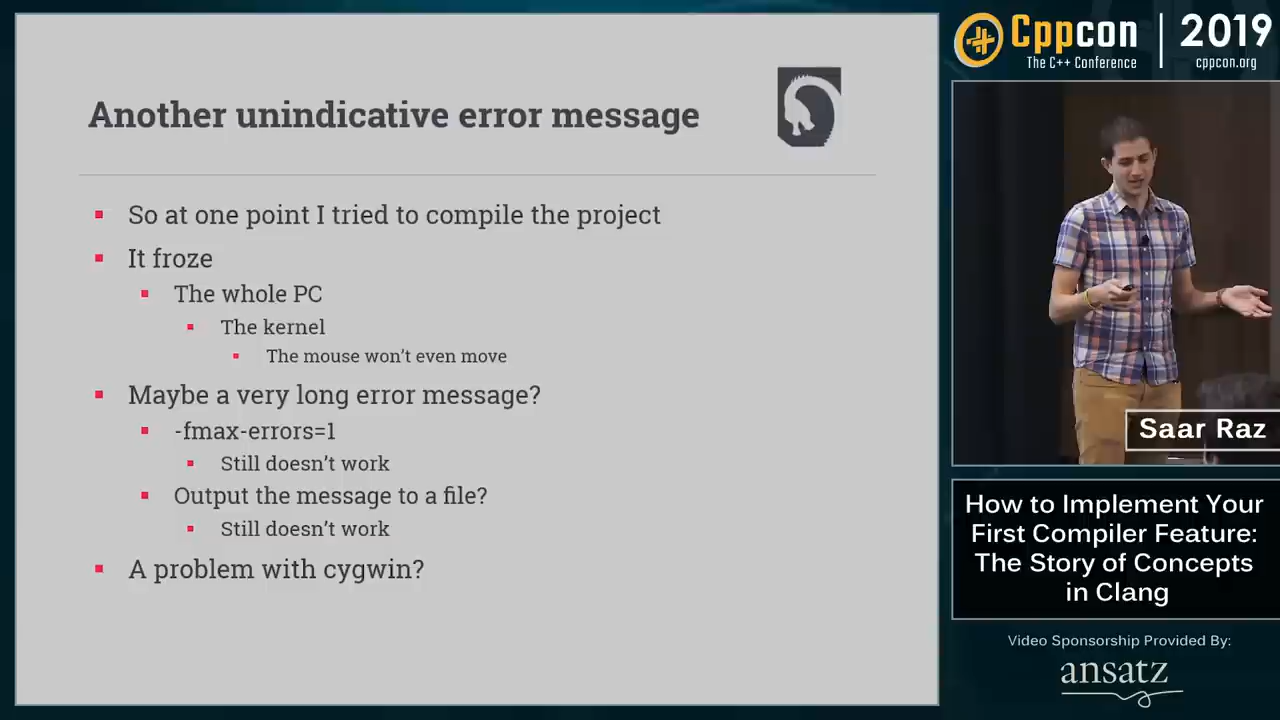 Another unindicative error message
So at one point I tried to compile the project
It froze
The whole PC
The kernel
The mouse won't even move
Maybe a very long error message?
-fmax-errors=1
Still doesn't work
Output the message to a file?
Still doesn't work
A problem with cygwin?
Cppcon | 2019
The C++ Conference
cppcon.org
Saar Raz
How to Implement Your
First Compiler Feature:
The Story of Concepts
in Clang
Video Sponsorship Provided By:
ansatz